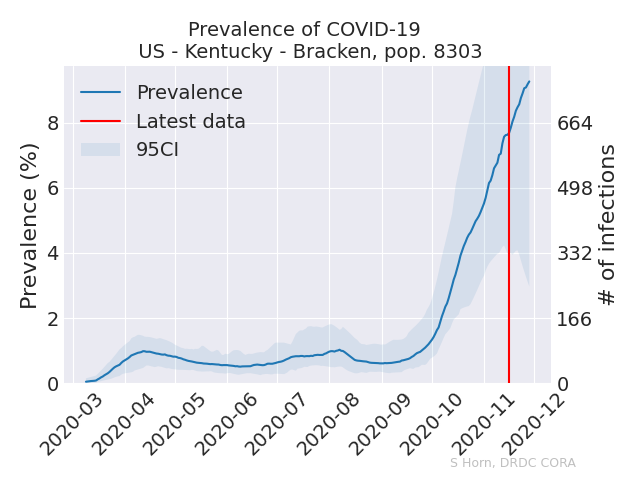 Prevalence of COVID-19
US - Kentucky - Bracken, pop. 8303
Prevalence
Latest data
95CI
Prevalence (%)
8
6
4
2
0
664
498
332
166
0
# of infections
2020-03
2020-04
2020-05
2020-06
2020-07
2020-08
2020-09
2020-10
2020-11
2020-12
S Horn, DRDC CORA